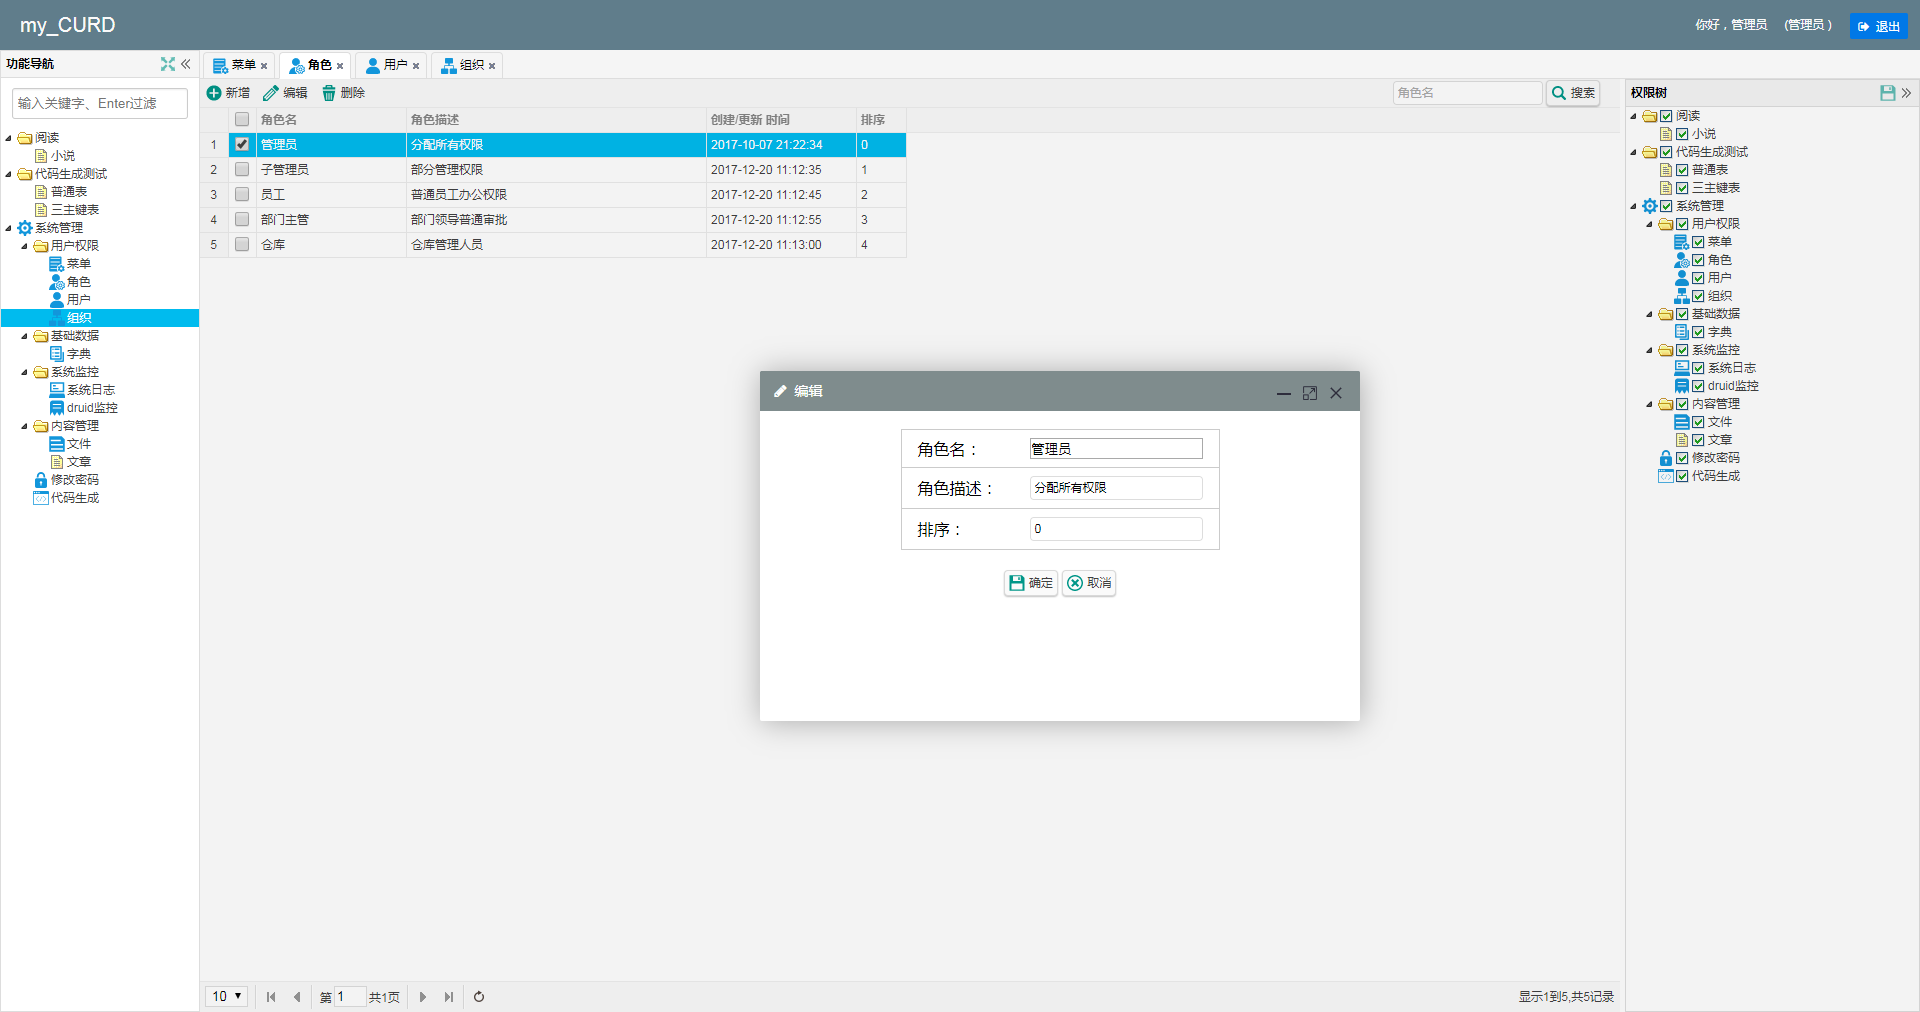 my_CURD
你好，管理员 (管理员 )
退出
功能导航
输入关键字、Enter过滤
阅读
小说
代码生成测试
普通表
三主键表
系统管理
用户权限
菜单
角色
用户
组织
基础数据
字典
系统监控
系统日志
druid监控
内容管理
文件
文章
修改密码
代码生成
菜单
角色
用户
组织
新增 编辑 删除
角色名 搜索
角色名 角色描述 创建/更新 时间 排序
1 管理员 分配所有权限 2017-10-07 21:22:34 0
2 子管理员 部分管理权限 2017-12-20 11:12:35 1
3 员工 普通员工办公权限 2017-12-20 11:12:45 2
4 部门主管 部门领导普通审批 2017-12-20 11:12:55 3
5 仓库 仓库管理人员 2017-12-20 11:13:00 4
编辑
角色名： 管理员
角色描述： 分配所有权限
排序： 0
确定 取消
10 第 1 共1页
显示1到5,共5记录
权限树
阅读
小说
代码生成测试
普通表
三主键表
系统管理
用户权限
菜单
角色
用户
组织
基础数据
字典
系统监控
系统日志
druid监控
内容管理
文件
文章
修改密码
代码生成